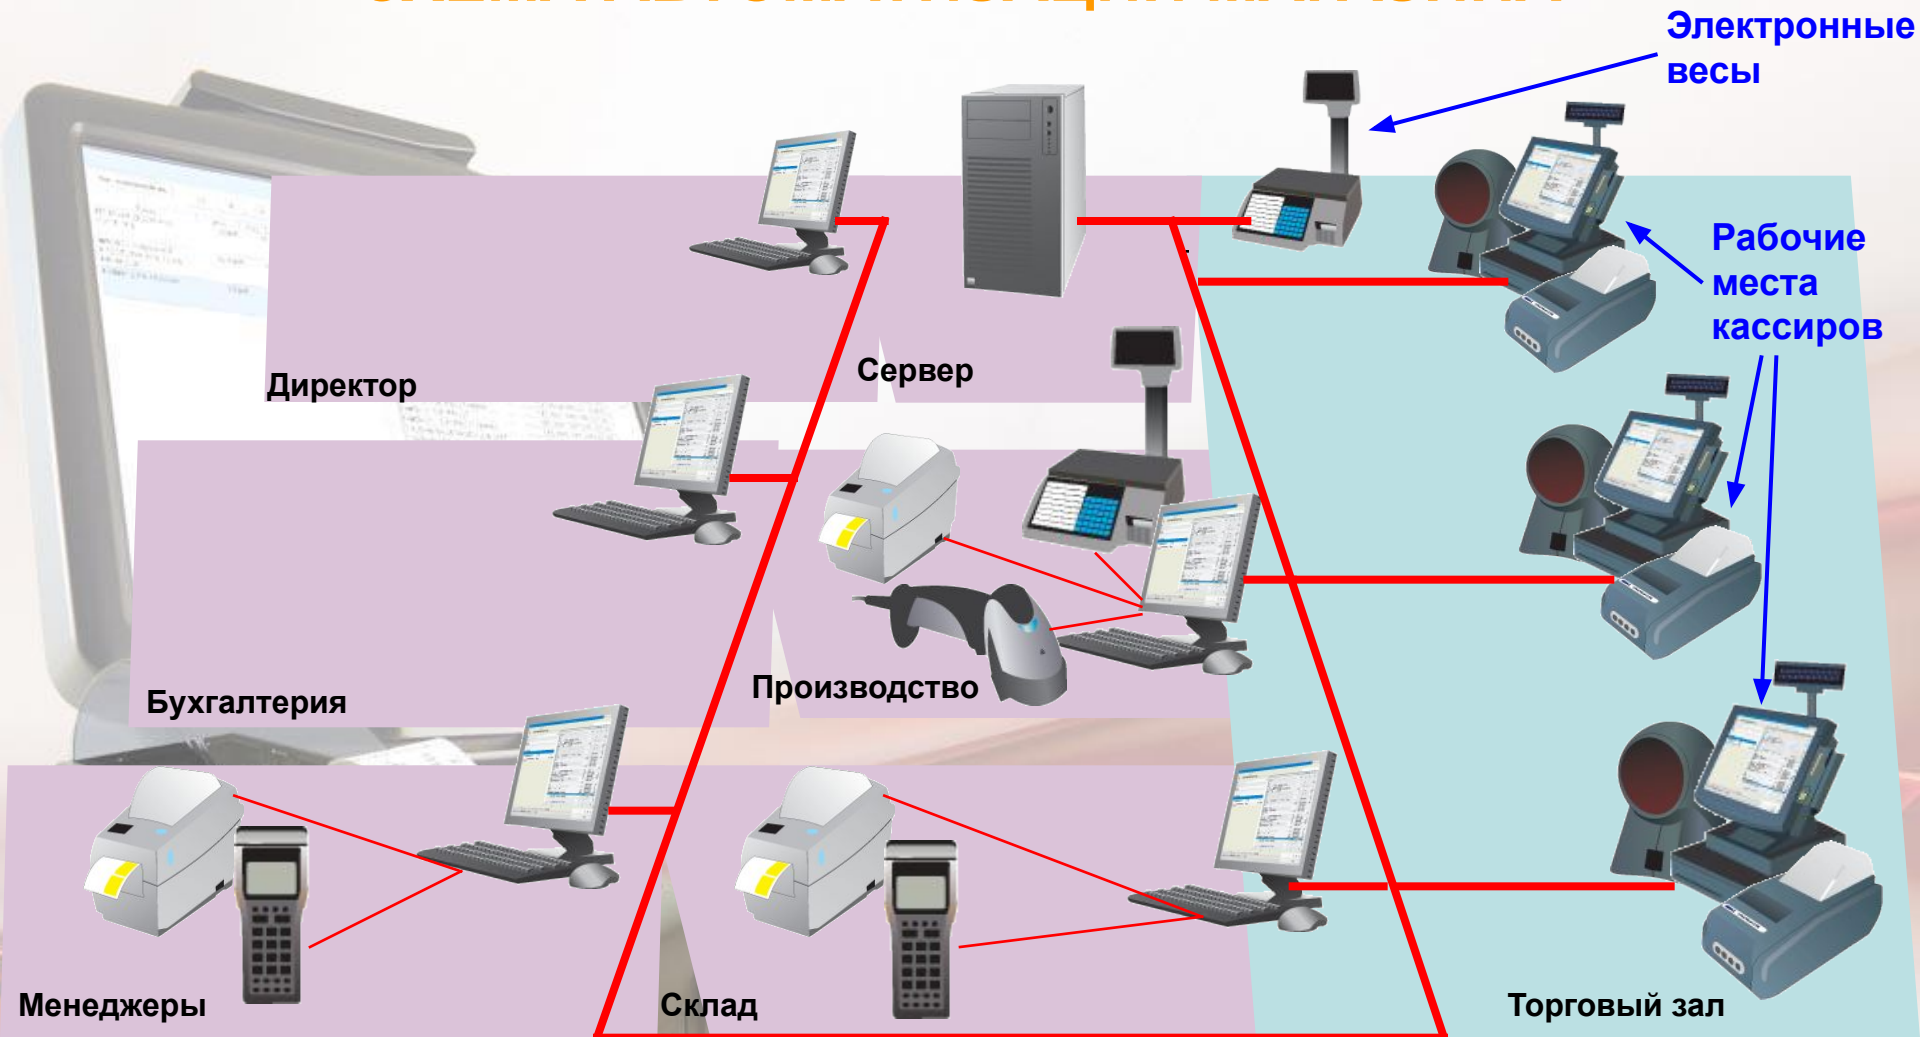 Электронные
весы
Рабочие
места
кассиров
Директор
Сервер
Бухгалтерия
Производство
Менеджеры
Склад
Торговый зал